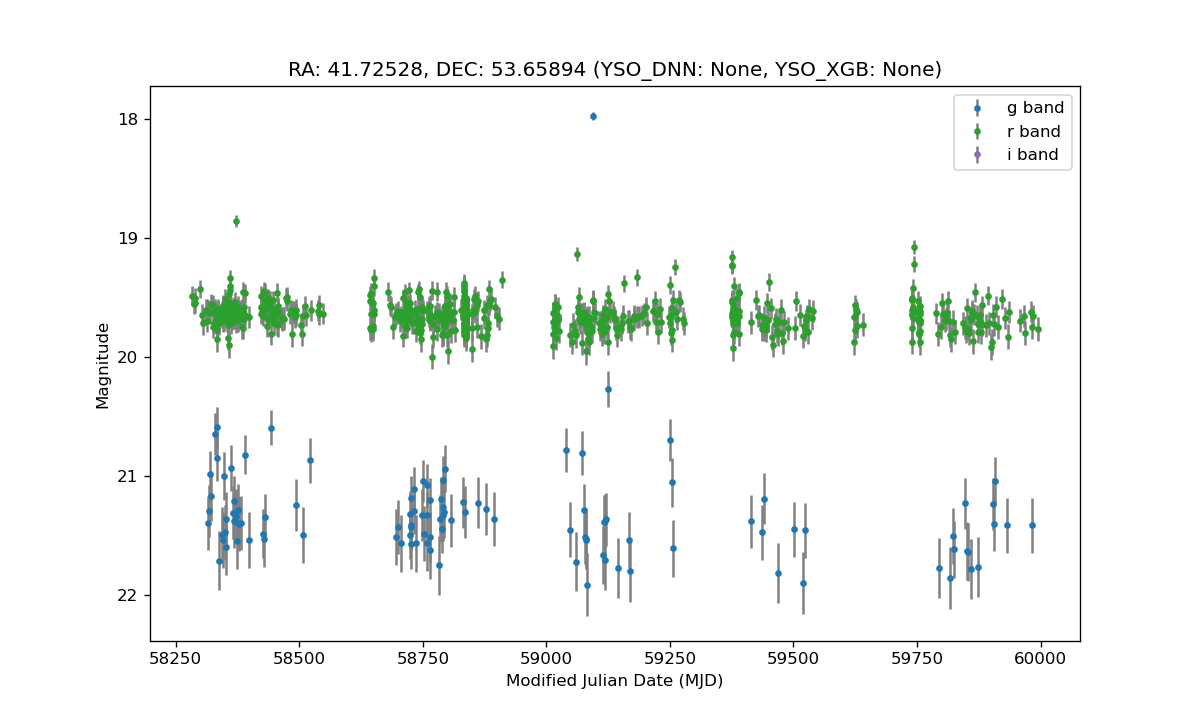 RA: 41.72528, DEC: 53.65894 (YSO_DNN: None, YSO_XGB: None)
g band
r band
i band
18
19
20
21
22
Magnitude
58250 58500 58750 59000 59250 59500 59750 60000
Modified Julian Date (MJD)